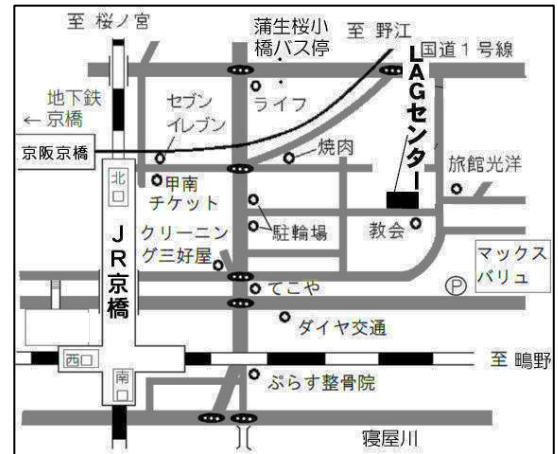 至 桜ノ宮
蒲生桜小
橋バス停
至 野江
国道1号線
地下鉄
← 京橋
セブン
イレブン
ライフ
LAGセンター
京阪京橋
焼肉
旅館光洋
北口
甲南
チケット
駐輪場
教会
JR京橋
クリーニン
グ三好屋
マックス
バリュ
てこや
P
ダイヤ交通
西口
至 鴫野
南口
ぷらす整骨院
寝屋川